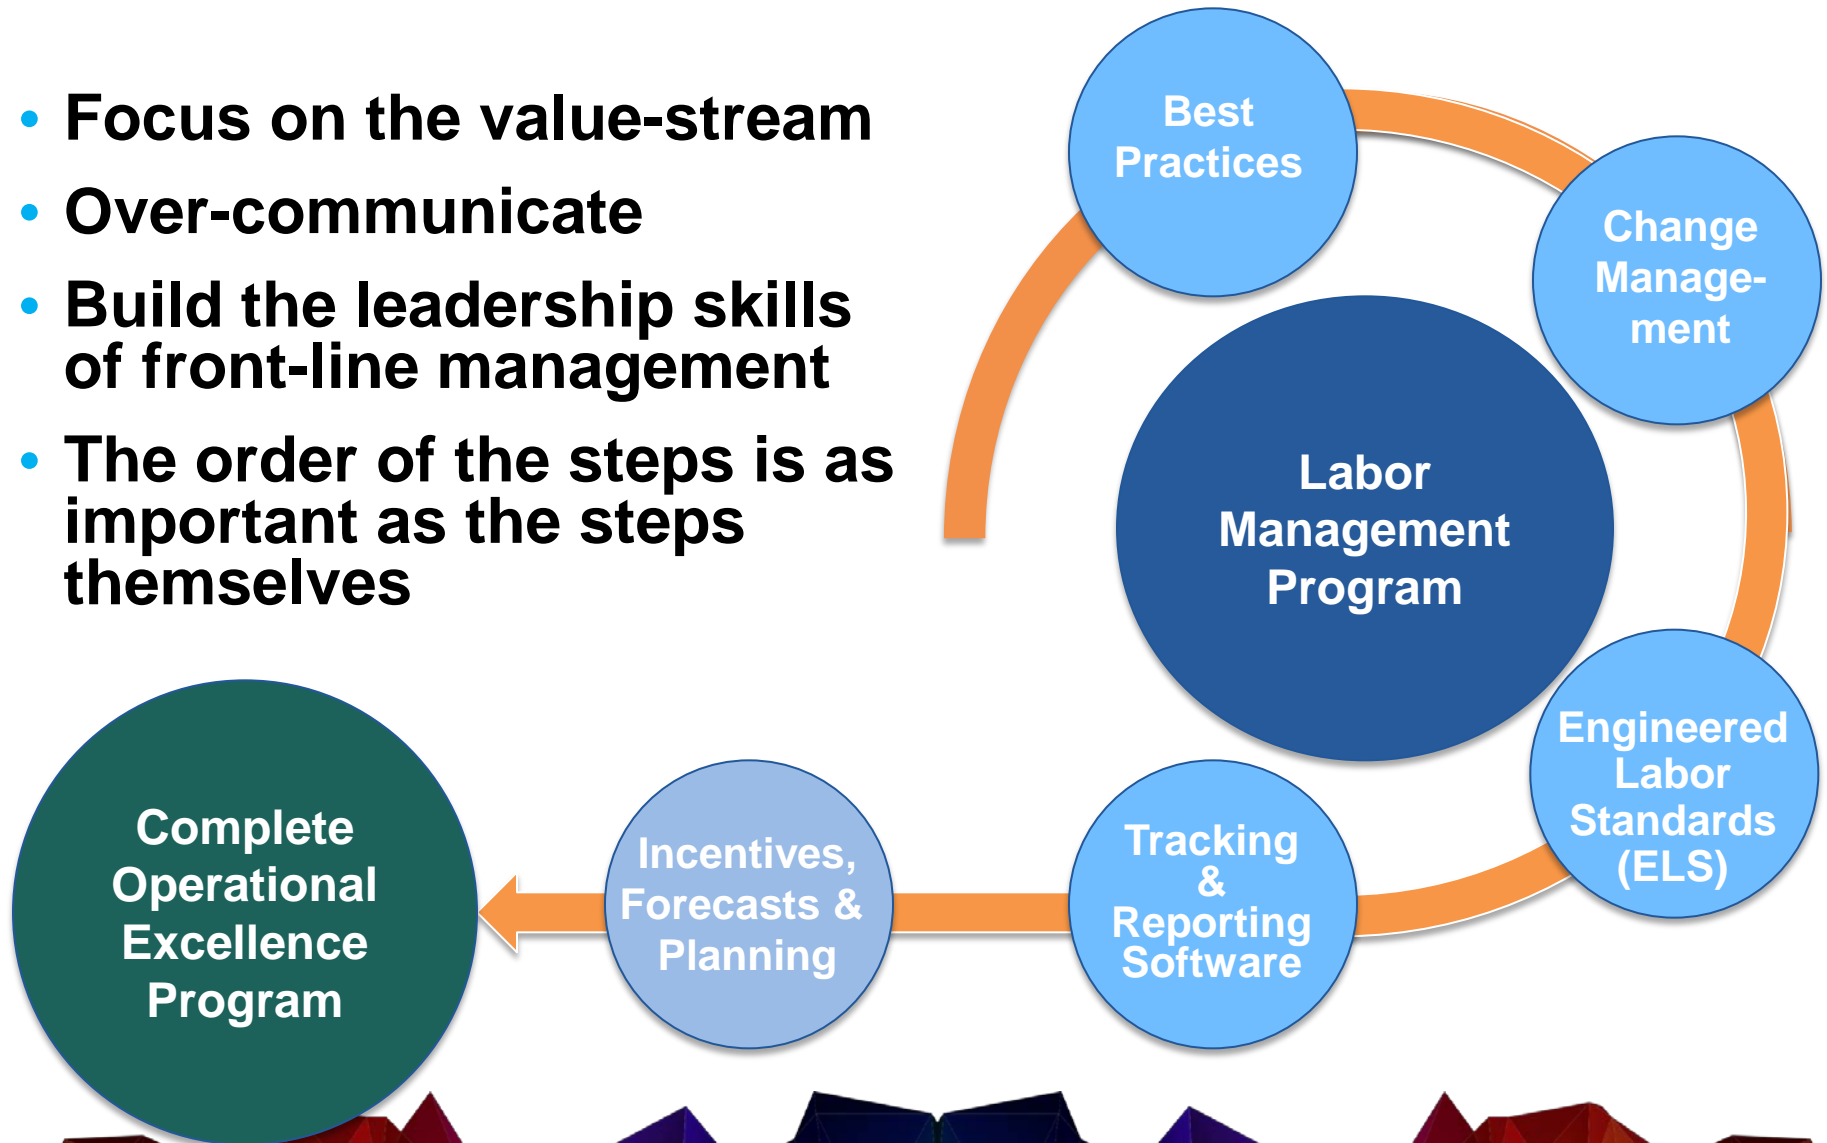 • Focus on the value-stream
• Over-communicate
• Build the leadership skills
of front-line management
• The order of the steps is as
important as the steps
themselves
Best
Practices
Change
Manage-
ment
Labor
Management
Program
Engineered
Labor
Standards
(ELS)
Tracking
&
Reporting
Software
Incentives,
Forecasts &
Planning
Complete
Operational
Excellence
Program